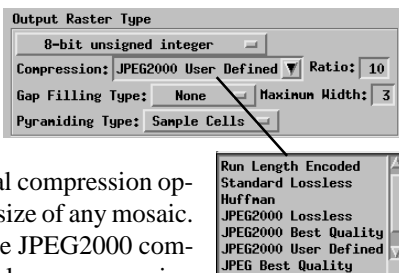 Output Raster Type
8-bit unsigned integer
Compression: JPEG2000 User Defined Ratio: 10
Gap Filling Type: None Maximum Width: 3
Pyramiding Type: Sample Cells
Run Length Encoded
Standard Lossless
Huffman
JPEG2000 Lossless
JPEG2000 Best Quality
JPEG2000 User Defined
JPEG Best Quality
al compression op-
size of any mosaic.
e JPEG2000 com-